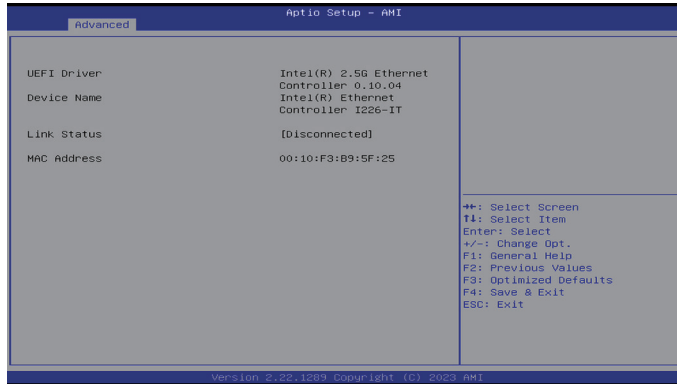 Aptio Setup - AMI
Advanced
UEFI Driver Intel(R) 2.5G Ethernet
Controller 0.10.04
Device Name Intel(R) Ethernet
Controller I226-IT
Link Status [Disconnected]
MAC Address 00:10:F3:B9:5F:25
→←: Select Screen
↑↓: Select Item
Enter: Select
+/-: Change Opt.
F1: General Help
F2: Previous Values
F3: Optimized Defaults
F4: Save & Exit
ESC: Exit
Version 2.22.1289 Copyright (C) 2023 AMI